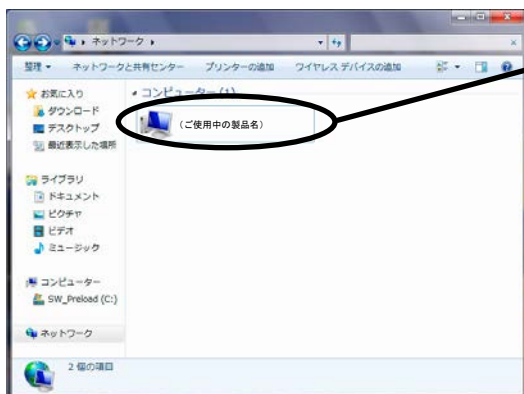 ネットワーク
整理
ネットワークと共有センター
プリンターの追加
ワイヤレス デバイスの追加
お気に入り
ダウンロード
デスクトップ
最近表示した場所
ライブラリ
ドキュメント
ピクチャ
ビデオ
ミュージック
コンピューター
SW_Preload (C:)
ネットワーク
コンピューター (1)
(ご使用中の製品名)
2 個の項目